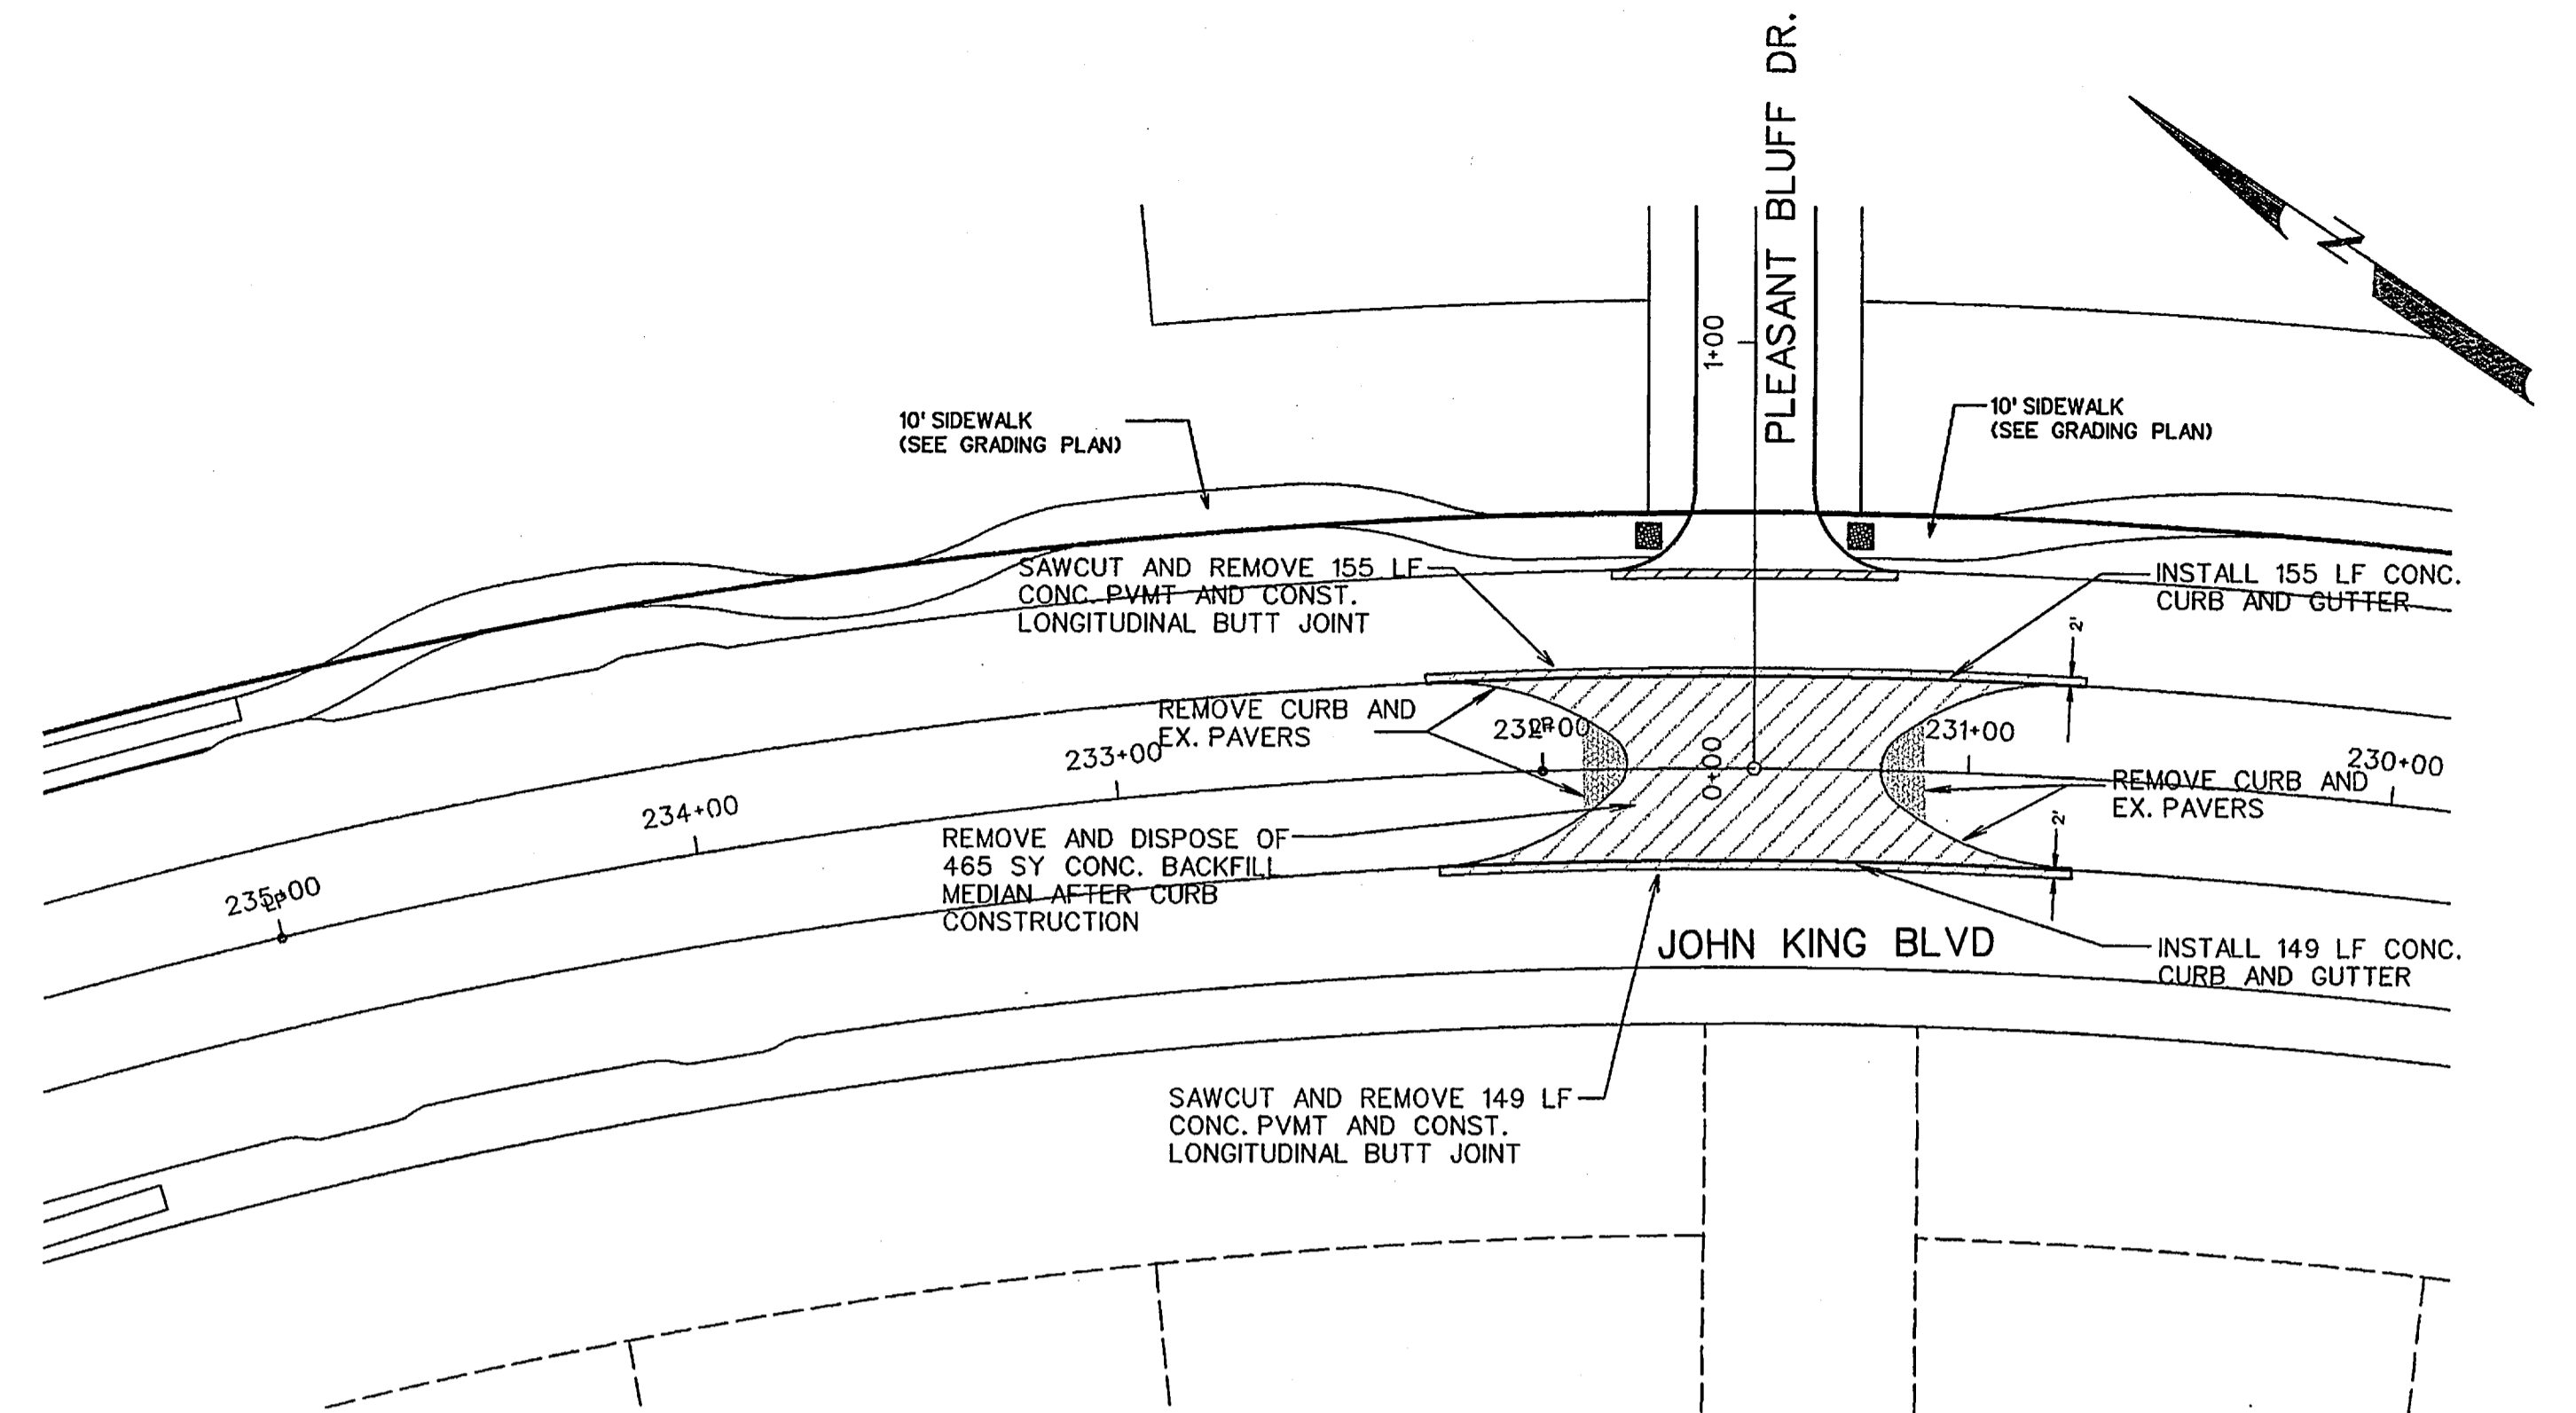 PLEASANT BLUFF DR.
1+00
10' SIDEWALK
(SEE GRADING PLAN)
10' SIDEWALK
(SEE GRADING PLAN)
SAWCUT AND REMOVE 155 LF
CONC. PVMT AND CONST.
LONGITUDINAL BUTT JOINT
INSTALL 155 LF CONC.
CURB AND GUTTER
2'
REMOVE CURB AND
EX. PAVERS
232+00
231+00
230+00
233+00
0+00
234+00
235+00
REMOVE CURB AND
EX. PAVERS
2'
REMOVE AND DISPOSE OF
465 SY CONC. BACKFILL
MEDIAN AFTER CURB
CONSTRUCTION
JOHN KING BLVD
INSTALL 149 LF CONC.
CURB AND GUTTER
SAWCUT AND REMOVE 149 LF
CONC. PVMT AND CONST.
LONGITUDINAL BUTT JOINT